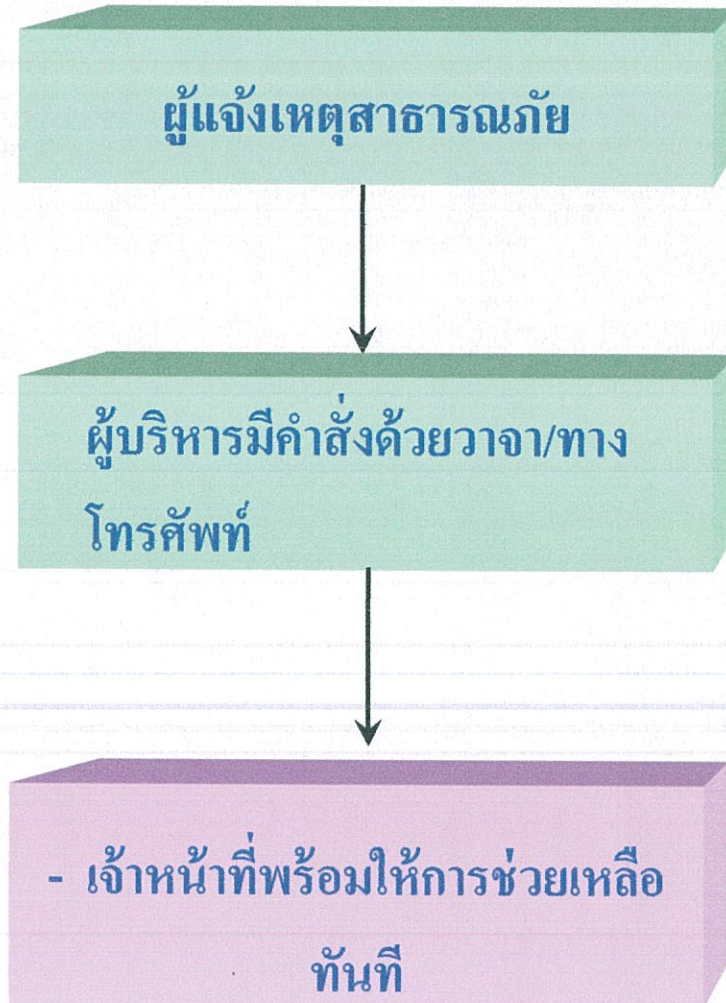 ผู้แจ้งเหตุสาธารณภัย
ผู้บริหารมีคำสั่งด้วยวาจา/ทาง
โทรศัพท์
- เจ้าหน้าที่พร้อมให้การช่วยเหลือ
ทันที